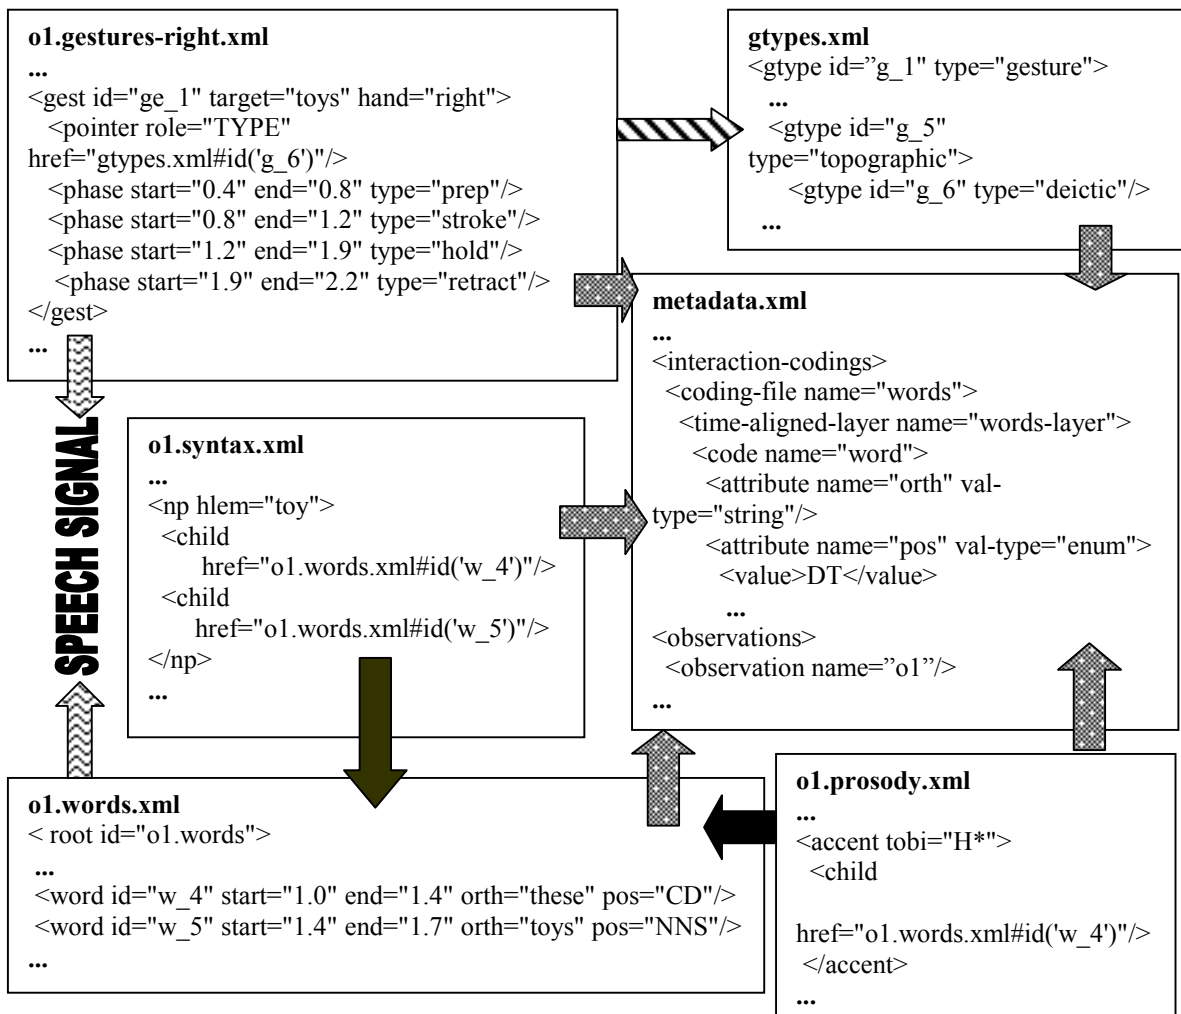 o1.gestures-right.xml
...
<gest id="ge_1" target="toys" hand="right">
<pointer role="TYPE"
href="gtypes.xml#id('g_6')"/>
<phase start="0.4" end="0.8" type="prep"/>
<phase start="0.8" end="1.2" type="stroke"/>
<phase start="1.2" end="1.9" type="hold"/>
<phase start="1.9" end="2.2" type="retract"/>
</gest>
...
gtypes.xml
<gtype id=”g_1" type="gesture">
...
<gtype id="g_5"
type="topographic">
<gtype id="g_6" type="deictic"/>
...
metadata.xml
...
<interaction-codings>
<coding-file name="words">
<time-aligned-layer name="words-layer">
<code name="word">
<attribute name="orth" val-
type="string"/>
<attribute name="pos" val-type="enum">
<value>DT</value>
...
<observations>
<observation name=”o1”/>
...
SPEECH SIGNAL
o1.syntax.xml
...
<np hlem="toy">
<child
href="o1.words.xml#id('w_4')"/>
<child
href="o1.words.xml#id('w_5')"/>
</np>
...
o1.words.xml
< root id="o1.words">
...
<word id="w_4" start="1.0" end="1.4" orth="these" pos="CD"/>
<word id="w_5" start="1.4" end="1.7" orth="toys" pos="NNS"/>
...
o1.prosody.xml
...
<accent tobi="H*">
<child
href="o1.words.xml#id('w_4')"/>
</accent>
...